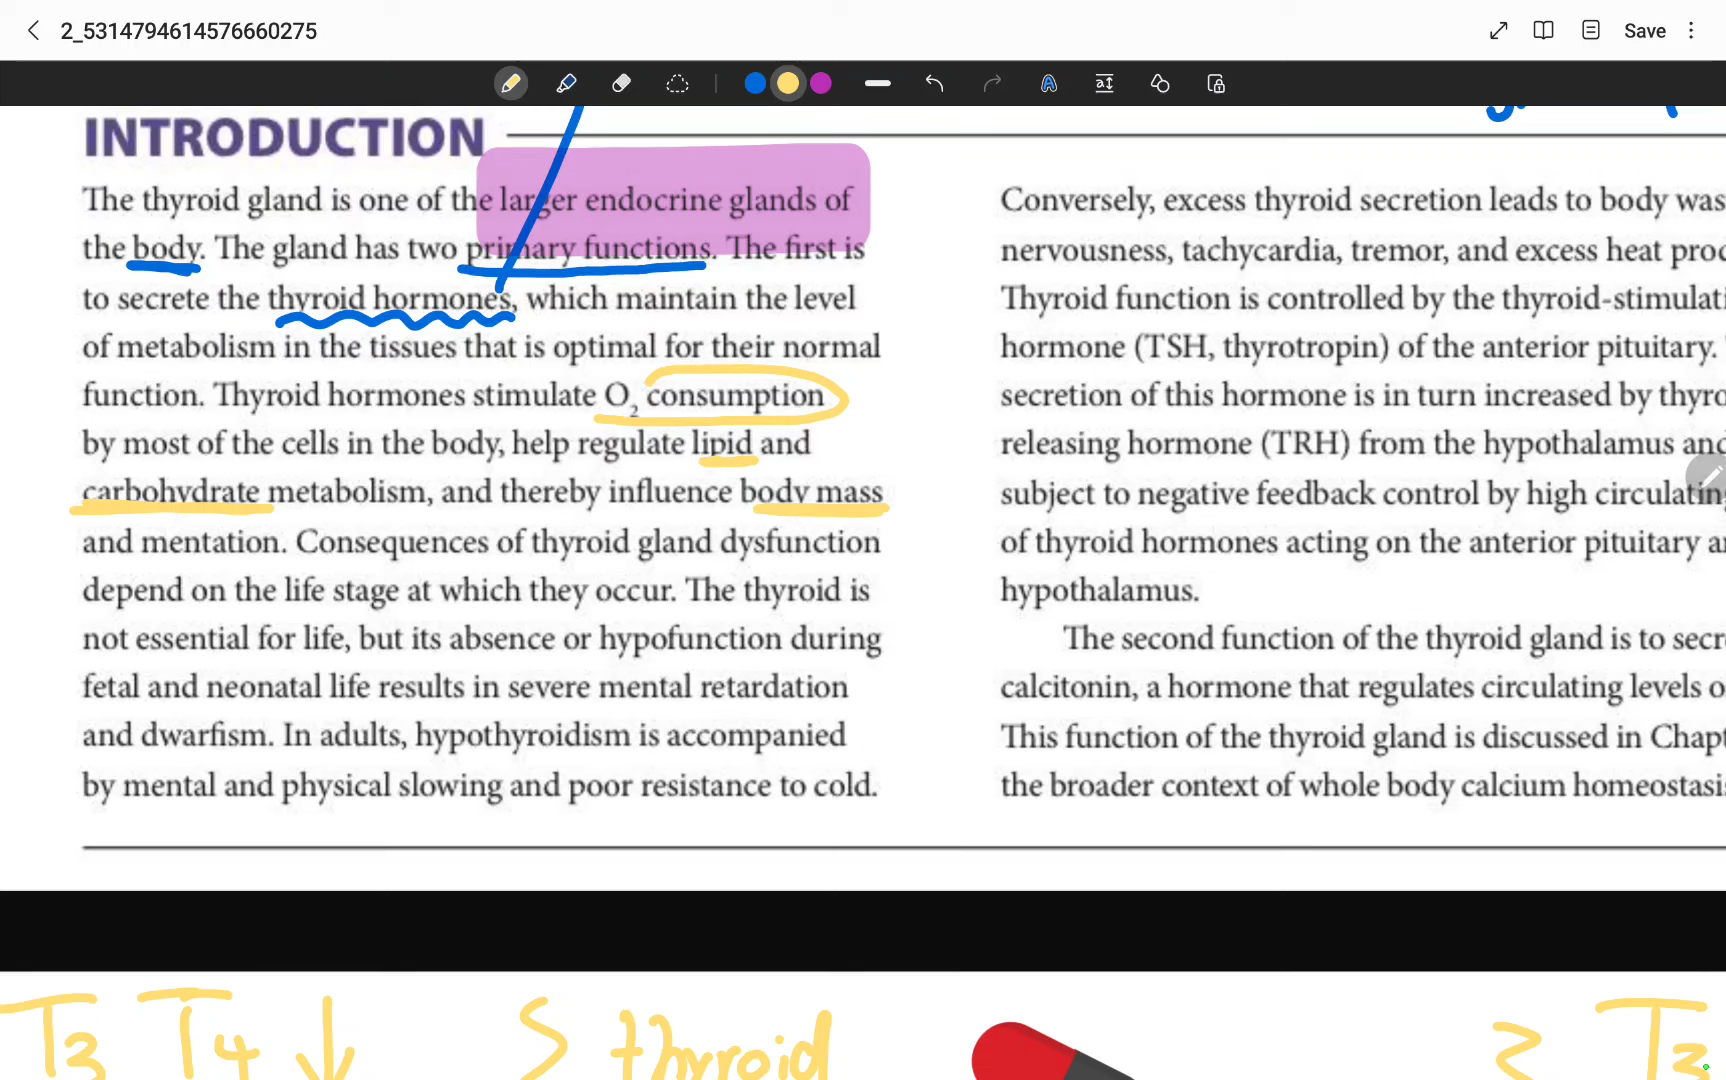 2_5314794614576660275
Save
INTRODUCTION
The thyroid gland is one of the larger endocrine glands of
the body. The gland has two primary functions. The first is
to secrete the thyroid hormones, which maintain the level
of metabolism in the tissues that is optimal for their normal
function. Thyroid hormones stimulate O₂ consumption
by most of the cells in the body, help regulate lipid and
carbohydrate metabolism, and thereby influence body mass
and mentation. Consequences of thyroid gland dysfunction
depend on the life stage at which they occur. The thyroid is
not essential for life, but its absence or hypofunction during
fetal and neonatal life results in severe mental retardation
and dwarfism. In adults, hypothyroidism is accompanied
by mental and physical slowing and poor resistance to cold.
Conversely, excess thyroid secretion leads to body was
nervousness, tachycardia, tremor, and excess heat proc
Thyroid function is controlled by the thyroid-stimulati
hormone (TSH, thyrotropin) of the anterior pituitary.
secretion of this hormone is in turn increased by thyro
releasing hormone (TRH) from the hypothalamus and
subject to negative feedback control by high circulating
of thyroid hormones acting on the anterior pituitary a
hypothalamus.
The second function of the thyroid gland is to secr
calcitonin, a hormone that regulates circulating levels o
This function of the thyroid gland is discussed in Chapt
the broader context of whole body calcium homeostasi
T3 T4 ↓ thyroid
T3